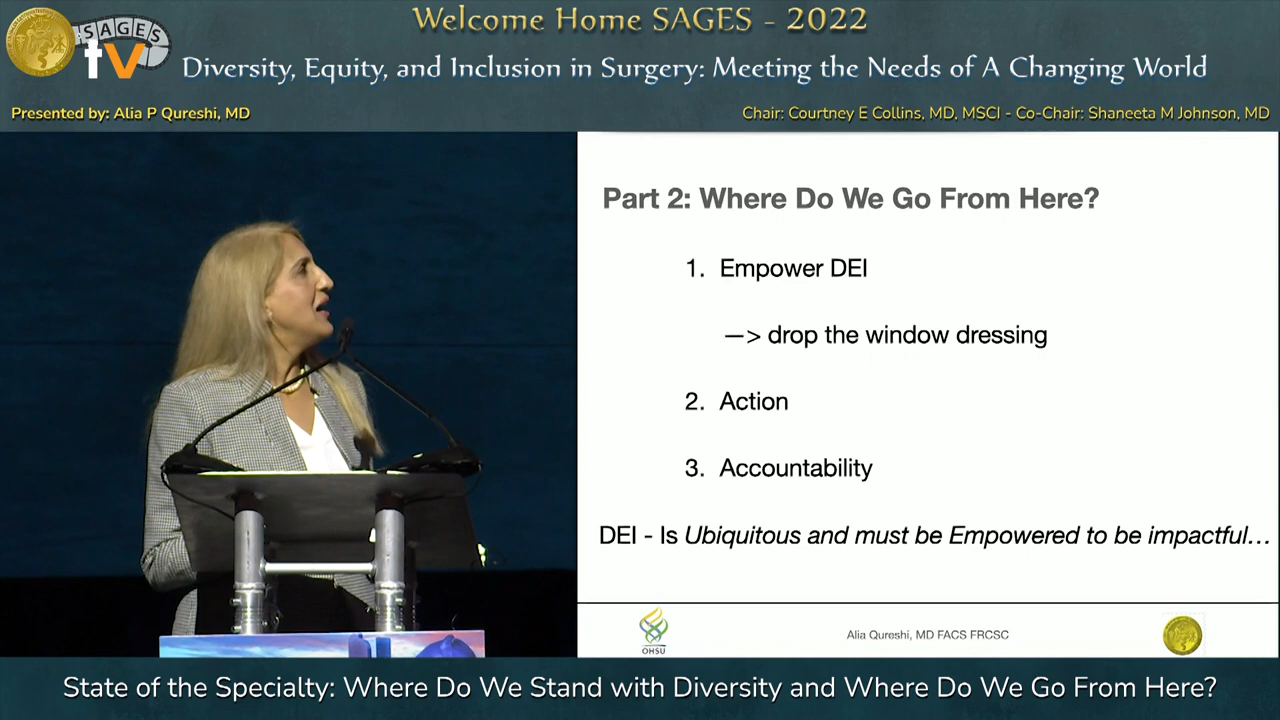 Welcome Home SAGES - 2022
SAGES
tv
Diversity, Equity, and Inclusion in Surgery: Meeting the Needs of A Changing World
Presented by: Alia P Qureshi, MD
Chair: Courtney E Collins, MD, MSCI - Co-Chair: Shaneeta M Johnson, MD
Part 2: Where Do We Go From Here?
1. Empower DEI
—> drop the window dressing
2. Action
3. Accountability
DEI - Is Ubiquitous and must be Empowered to be impactful…
OHSU
Alia Qureshi, MD FACS FRCSC
State of the Specialty: Where Do We Stand with Diversity and Where Do We Go From Here?